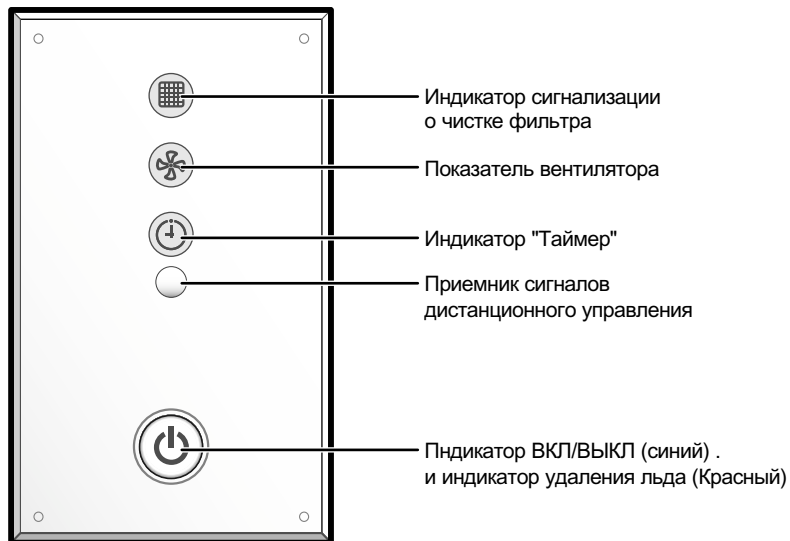 Индикатор сигнализации
о чистке фильтра
Показатель вентилятора
Индикатор "Таймер"
Приемник сигналов
дистанционного управления
Пндикатор ВКЛ/ВЫКЛ (синий) .
и индикатор удаления льда (Красный)